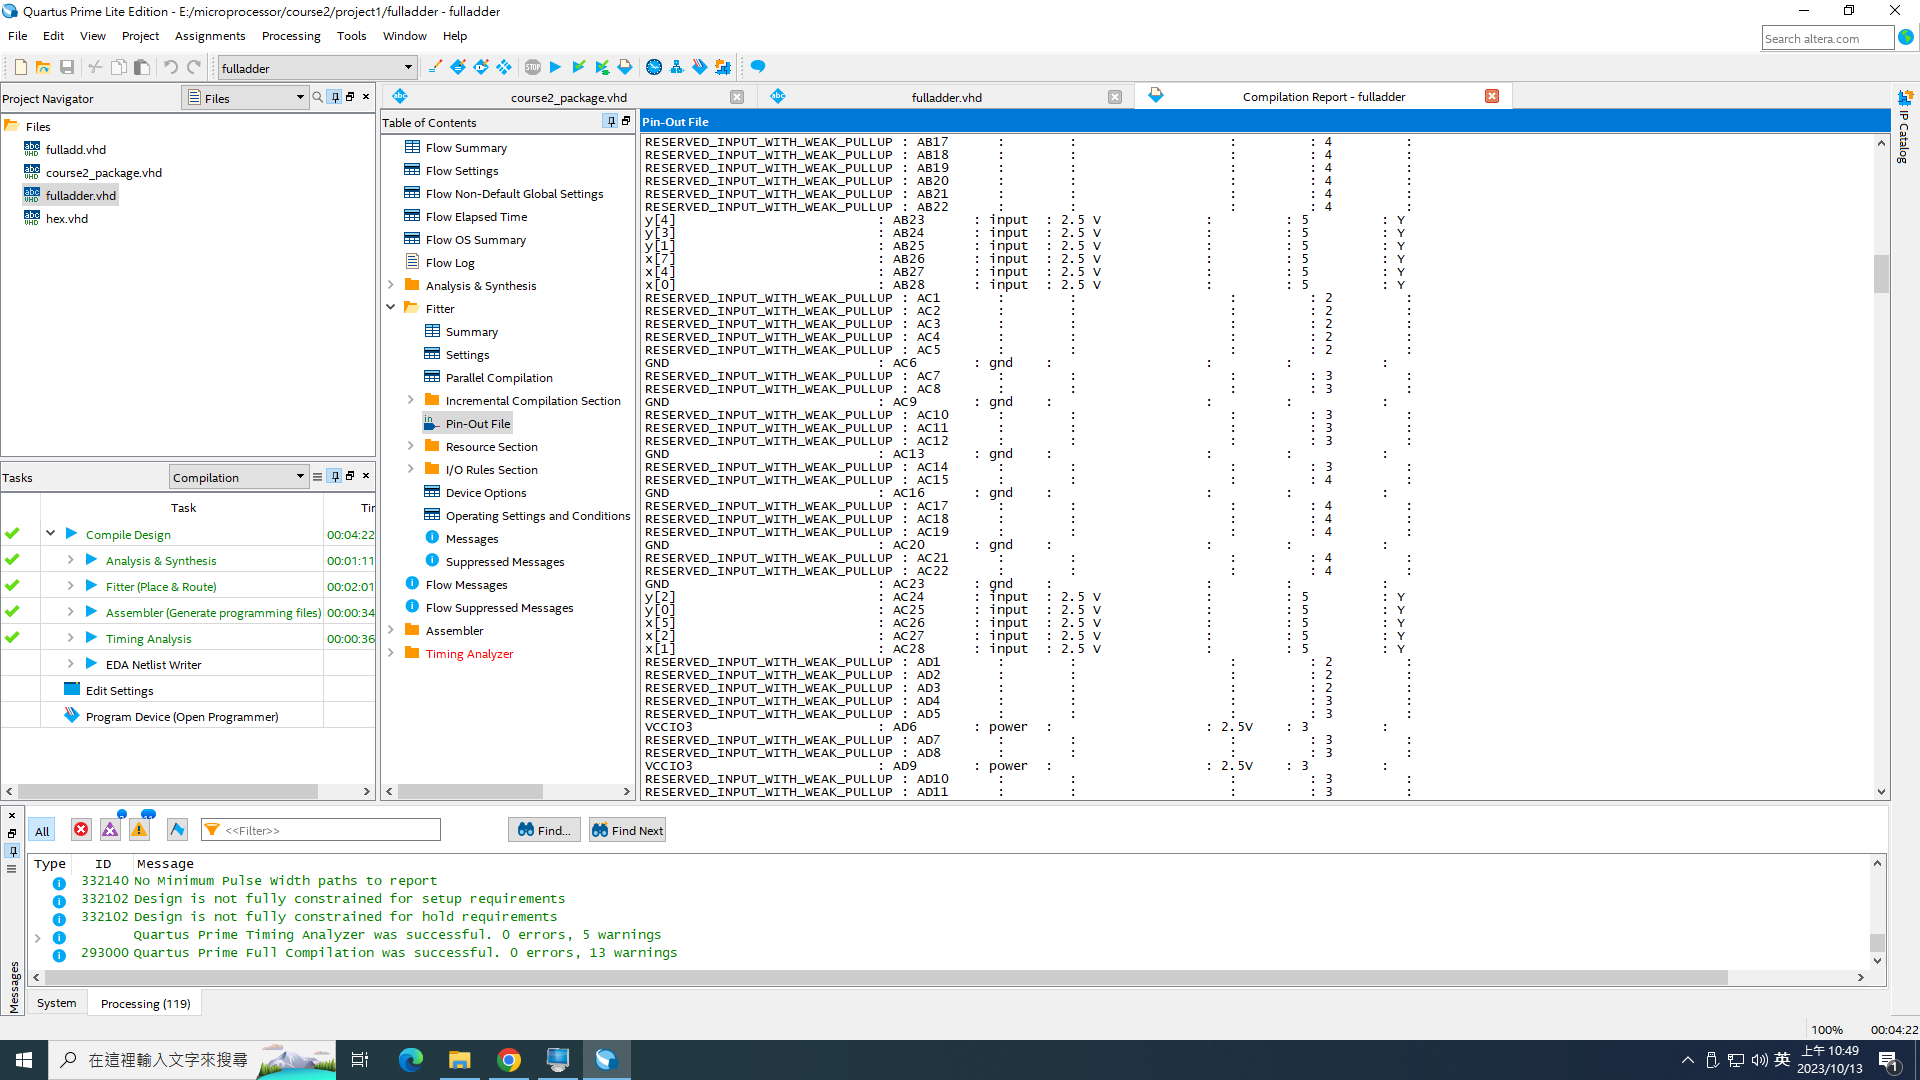 Quartus Prime Lite Edition - E:/microprocessor/course2/project1/fulladder - fulladder
File Edit View Project Assignments Processing Tools Window Help
Search altera.com
fulladder
STOP
Project Navigator Files
Files
fulladd.vhd
course2_package.vhd
fulladder.vhd
hex.vhd
Tasks Compilation
Task Tir
Compile Design 00:04:22
Analysis & Synthesis 00:01:11
Fitter (Place & Route) 00:02:01
Assembler (Generate programming files) 00:00:34
Timing Analysis 00:00:36
EDA Netlist Writer
Edit Settings
Program Device (Open Programmer)
course2_package.vhd fulladder.vhd Compilation Report - fulladder
Table of Contents
Flow Summary
Flow Settings
Flow Non-Default Global Settings
Flow Elapsed Time
Flow OS Summary
Flow Log
Analysis & Synthesis
Fitter
Summary
Settings
Parallel Compilation
Incremental Compilation Section
Pin-Out File
Resource Section
I/O Rules Section
Device Options
Operating Settings and Conditions
Messages
Suppressed Messages
Flow Messages
Flow Suppressed Messages
Assembler
Timing Analyzer
Pin-Out File
RESERVED_INPUT_WITH_WEAK_PULLUP : AB17 : : : : 4 :
RESERVED_INPUT_WITH_WEAK_PULLUP : AB18 : : : : 4 :
RESERVED_INPUT_WITH_WEAK_PULLUP : AB19 : : : : 4 :
RESERVED_INPUT_WITH_WEAK_PULLUP : AB20 : : : : 4 :
RESERVED_INPUT_WITH_WEAK_PULLUP : AB21 : : : : 4 :
RESERVED_INPUT_WITH_WEAK_PULLUP : AB22 : : : : 4 :
y[4] : AB23 : input : 2.5 V : : 5 : Y
y[3] : AB24 : input : 2.5 V : : 5 : Y
y[1] : AB25 : input : 2.5 V : : 5 : Y
x[7] : AB26 : input : 2.5 V : : 5 : Y
x[4] : AB27 : input : 2.5 V : : 5 : Y
x[0] : AB28 : input : 2.5 V : : 5 : Y
RESERVED_INPUT_WITH_WEAK_PULLUP : AC1 : : : : 2 :
RESERVED_INPUT_WITH_WEAK_PULLUP : AC2 : : : : 2 :
RESERVED_INPUT_WITH_WEAK_PULLUP : AC3 : : : : 2 :
RESERVED_INPUT_WITH_WEAK_PULLUP : AC4 : : : : 2 :
RESERVED_INPUT_WITH_WEAK_PULLUP : AC5 : : : : 2 :
GND : AC6 : gnd : : : :
RESERVED_INPUT_WITH_WEAK_PULLUP : AC7 : : : : 3 :
RESERVED_INPUT_WITH_WEAK_PULLUP : AC8 : : : : 3 :
GND : AC9 : gnd : : : :
RESERVED_INPUT_WITH_WEAK_PULLUP : AC10 : : : : 3 :
RESERVED_INPUT_WITH_WEAK_PULLUP : AC11 : : : : 3 :
RESERVED_INPUT_WITH_WEAK_PULLUP : AC12 : : : : 3 :
GND : AC13 : gnd : : : :
RESERVED_INPUT_WITH_WEAK_PULLUP : AC14 : : : : 3 :
RESERVED_INPUT_WITH_WEAK_PULLUP : AC15 : : : : 4 :
GND : AC16 : gnd : : : :
RESERVED_INPUT_WITH_WEAK_PULLUP : AC17 : : : : 4 :
RESERVED_INPUT_WITH_WEAK_PULLUP : AC18 : : : : 4 :
RESERVED_INPUT_WITH_WEAK_PULLUP : AC19 : : : : 4 :
GND : AC20 : gnd : : : :
RESERVED_INPUT_WITH_WEAK_PULLUP : AC21 : : : : 4 :
RESERVED_INPUT_WITH_WEAK_PULLUP : AC22 : : : : 4 :
GND : AC23 : gnd : : : :
y[2] : AC24 : input : 2.5 V : : 5 : Y
y[0] : AC25 : input : 2.5 V : : 5 : Y
x[5] : AC26 : input : 2.5 V : : 5 : Y
x[2] : AC27 : input : 2.5 V : : 5 : Y
x[1] : AC28 : input : 2.5 V : : 5 : Y
RESERVED_INPUT_WITH_WEAK_PULLUP : AD1 : : : : 2 :
RESERVED_INPUT_WITH_WEAK_PULLUP : AD2 : : : : 2 :
RESERVED_INPUT_WITH_WEAK_PULLUP : AD3 : : : : 2 :
RESERVED_INPUT_WITH_WEAK_PULLUP : AD4 : : : : 3 :
RESERVED_INPUT_WITH_WEAK_PULLUP : AD5 : : : : 3 :
VCCIO3 : AD6 : power : : 2.5V : 3 :
RESERVED_INPUT_WITH_WEAK_PULLUP : AD7 : : : : 3 :
RESERVED_INPUT_WITH_WEAK_PULLUP : AD8 : : : : 3 :
VCCIO3 : AD9 : power : : 2.5V : 3 :
RESERVED_INPUT_WITH_WEAK_PULLUP : AD10 : : : : 3 :
RESERVED_INPUT_WITH_WEAK_PULLUP : AD11 : : : : 3 :
IP Catalog
All <<Filter>> Find... Find Next
Type ID Message
332140 No Minimum Pulse Width paths to report
332102 Design is not fully constrained for setup requirements
332102 Design is not fully constrained for hold requirements
Quartus Prime Timing Analyzer was successful. 0 errors, 5 warnings
293000 Quartus Prime Full Compilation was successful. 0 errors, 13 warnings
Messages
System Processing (119)
100% 00:04:22
在這裡輸入文字來搜尋
英
上午 10:49
2023/10/13
1